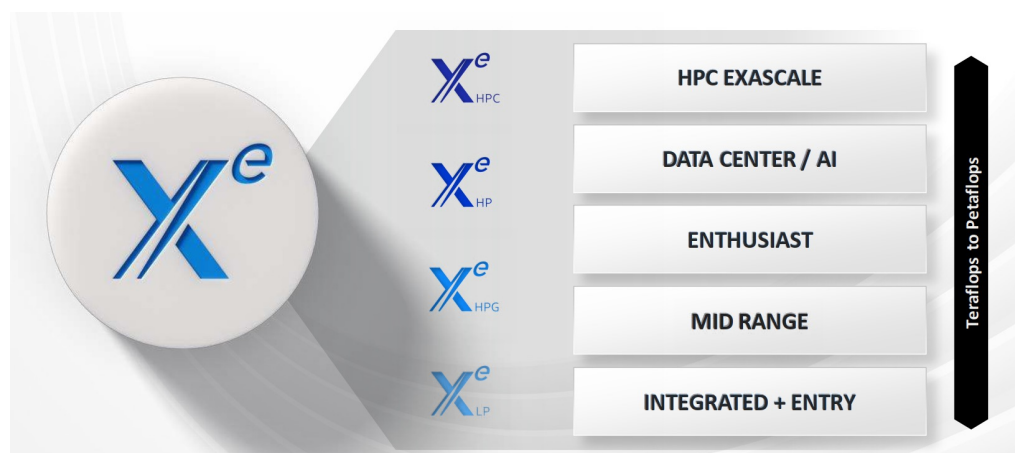 Xe
Xe HPC
HPC EXASCALE
Xe HP
DATA CENTER / AI
ENTHUSIAST
Xe HPG
MID RANGE
Xe LP
INTEGRATED + ENTRY
Teraflops to Petaflops